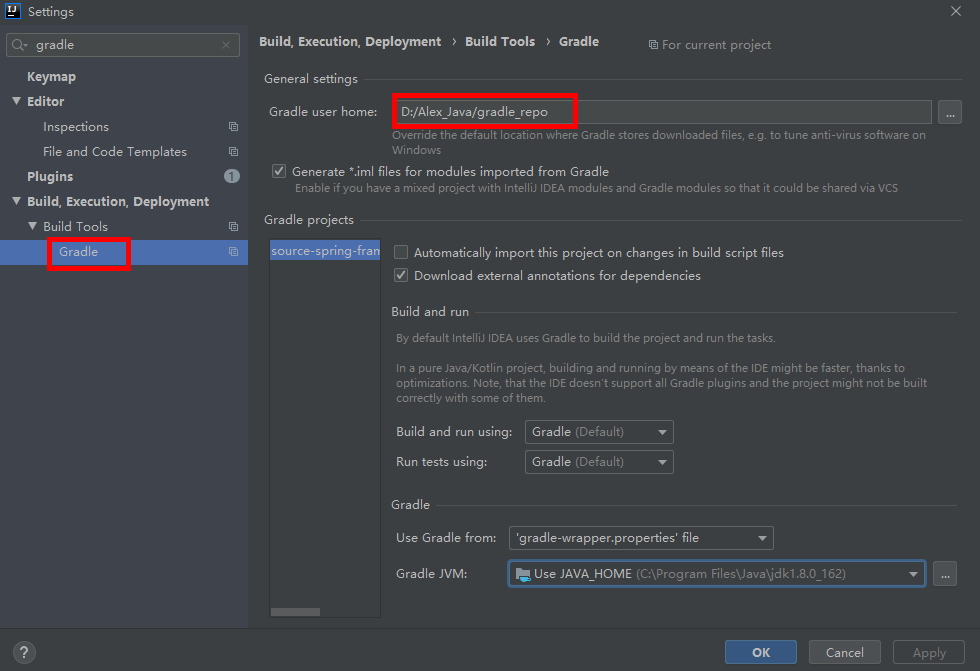 IJ
Settings
gradle
Keymap
Editor
Inspections
File and Code Templates
Plugins
1
Build, Execution, Deployment
Build Tools
Gradle
Build, Execution, Deployment › Build Tools › Gradle
For current project
General settings
Gradle user home:
D:/Alex_Java/gradle_repo
...
Override the default location where Gradle stores downloaded files, e.g. to tune anti-virus software on
Windows
Generate *.iml files for modules imported from Gradle
Enable if you have a mixed project with IntelliJ IDEA modules and Gradle modules so that it could be shared via VCS
Gradle projects
source-spring-fram
Automatically import this project on changes in build script files
Download external annotations for dependencies
Build and run
By default IntelliJ IDEA uses Gradle to build the project and run the tasks.
In a pure Java/Kotlin project, building and running by means of the IDE might be faster, thanks to
optimizations. Note, that the IDE doesn't support all Gradle plugins and the project might not be built
correctly with some of them.
Build and run using:
Gradle (Default)
Run tests using:
Gradle (Default)
Gradle
Use Gradle from:
'gradle-wrapper.properties' file
Gradle JVM:
Use JAVA_HOME (C:\Program Files\Java\jdk1.8.0_162)
...
?
OK
Cancel
Apply